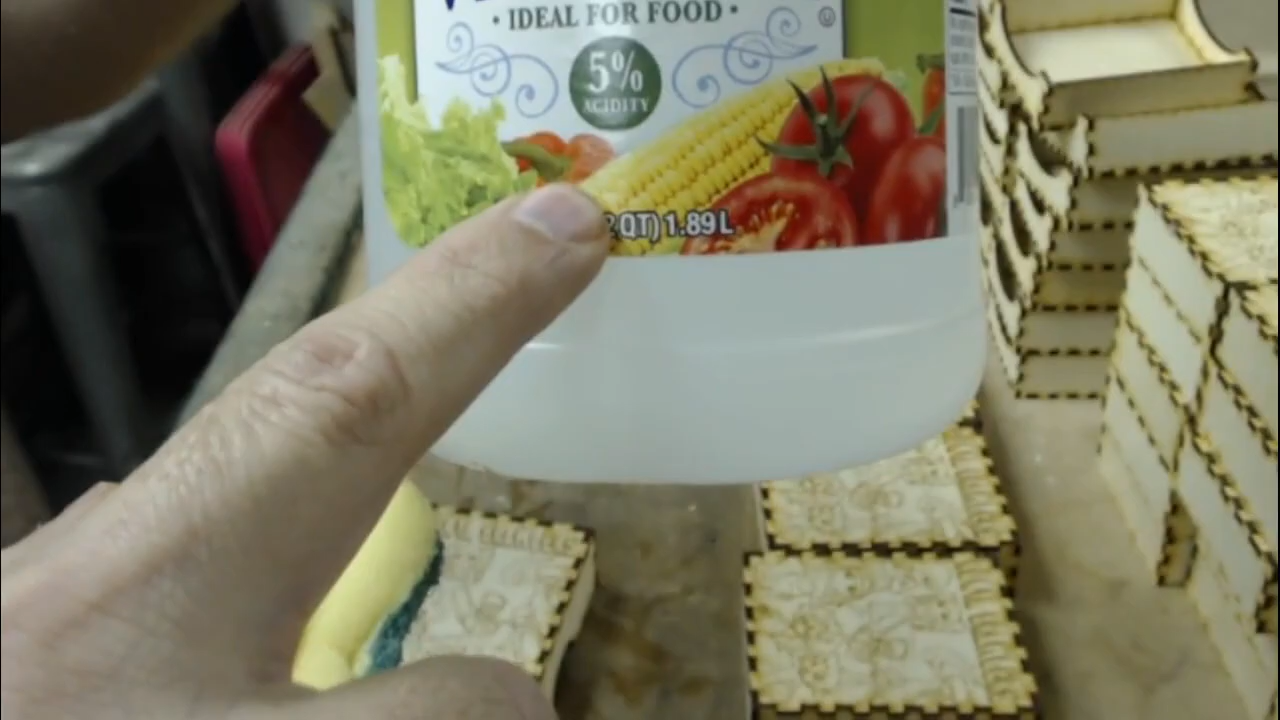 • IDEAL FOR FOOD •
5%
ACIDITY
QT) 1.89 L